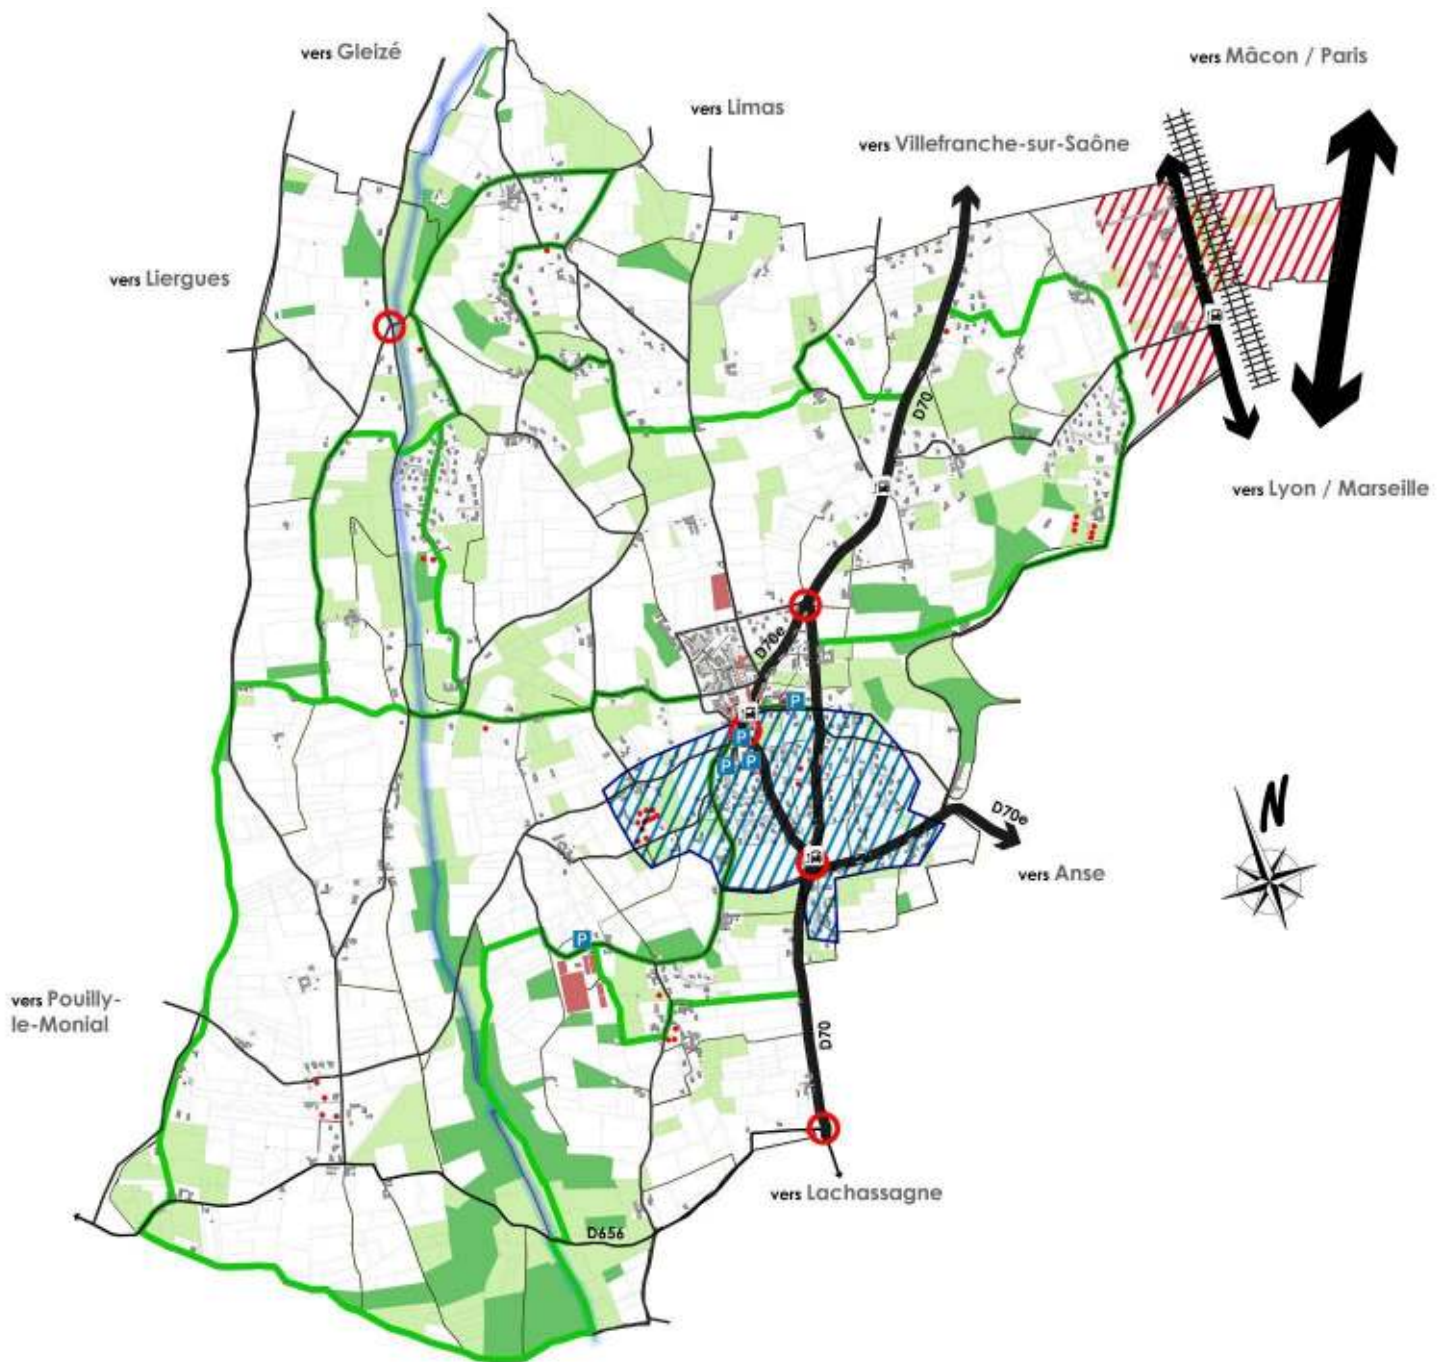 vers Gleizé
vers Mâcon / Paris
vers Limas
vers Villefranche-sur-Saône
vers Liergues
D70
vers Lyon / Marseille
D70e
P
P
P
P
D70e
vers Anse
N
P
vers Pouilly-
le-Monial
D70
vers Lachassagne
D656